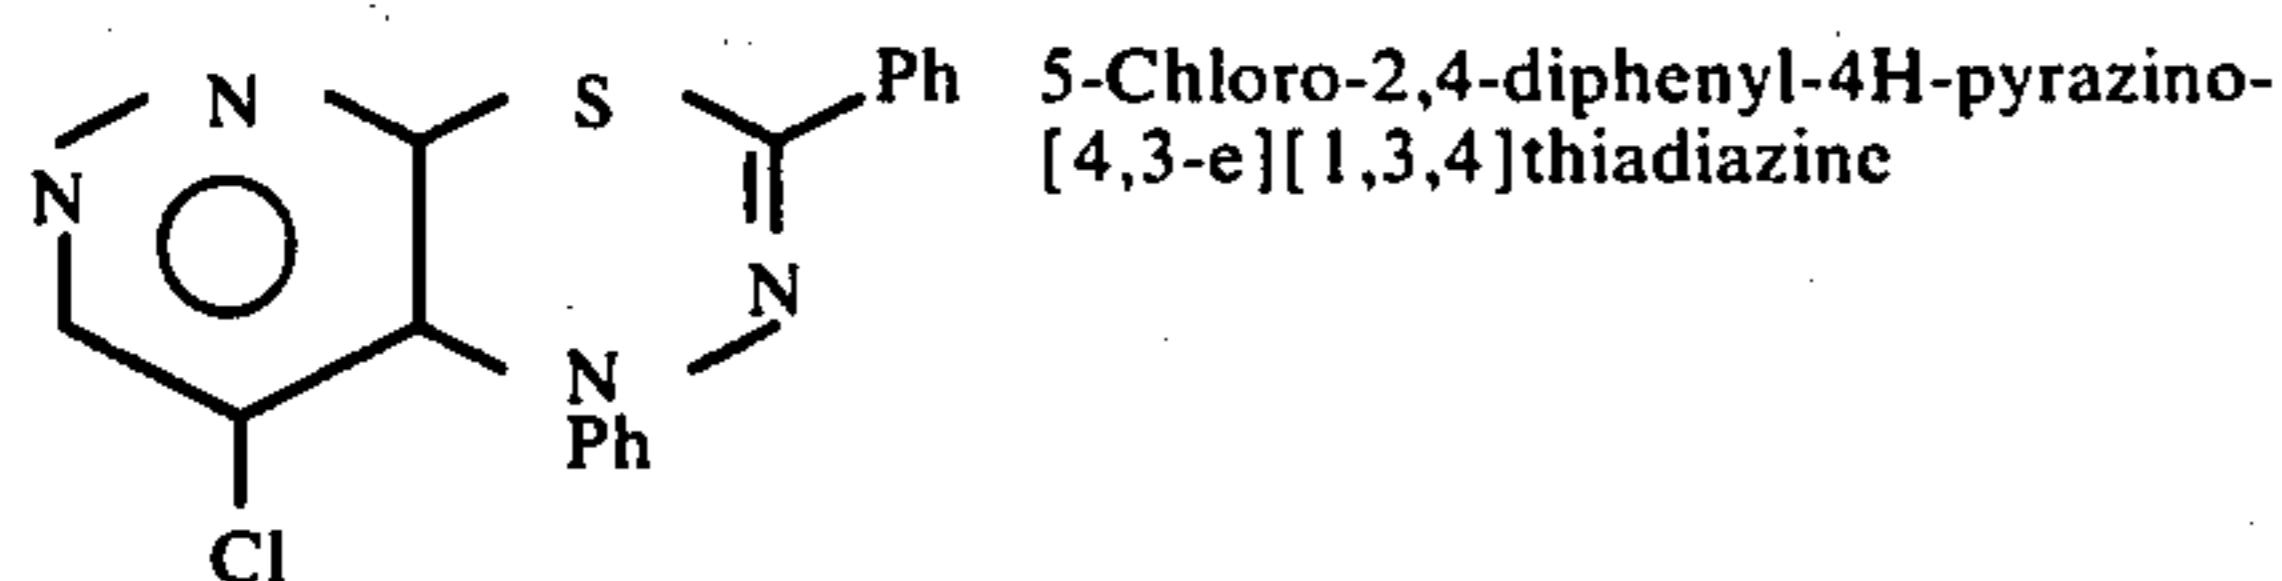 N S Ph 5-Chloro-2,4-diphenyl-4H-pyrazino-
N [4,3-e][1,3,4]thiadiazine
N
N
Ph
Cl